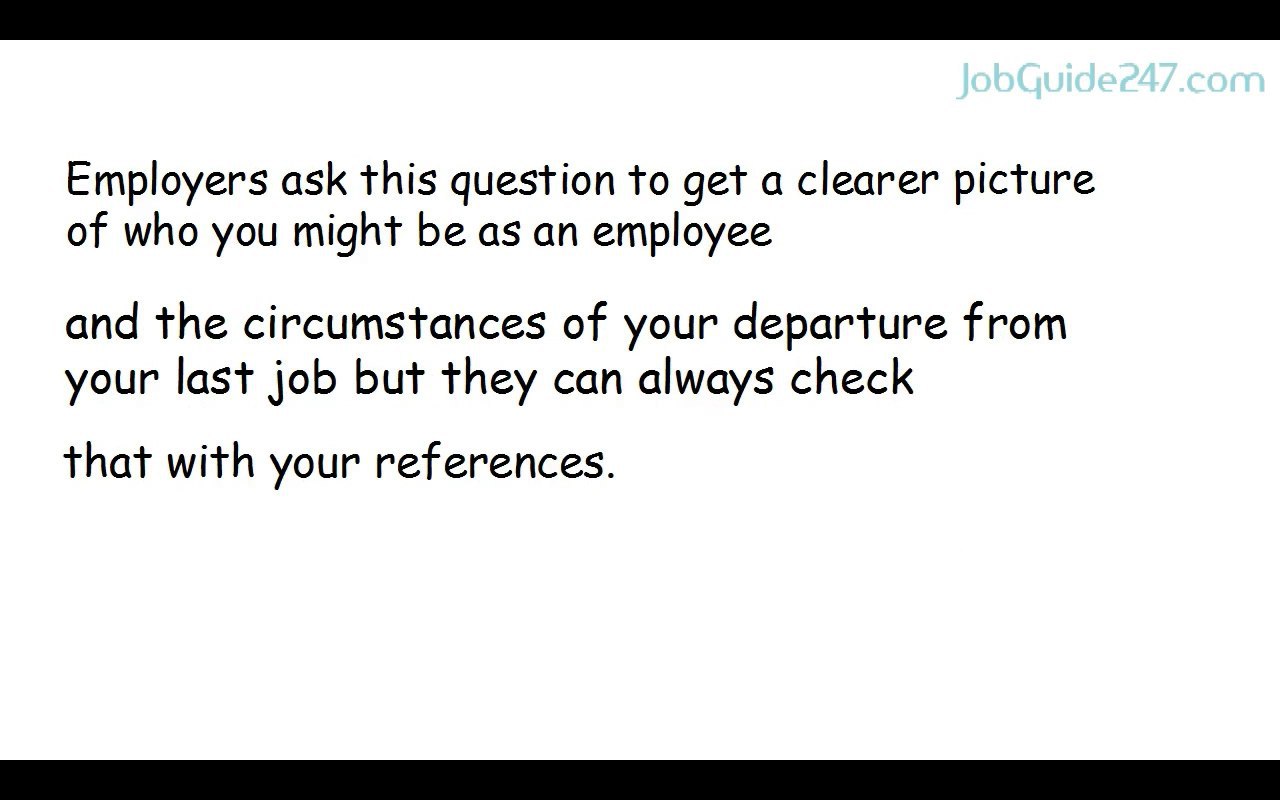 JobGuide247.com
Employers ask this question to get a clearer picture
of who you might be as an employee
and the circumstances of your departure from
your last job but they can always check
that with your references.